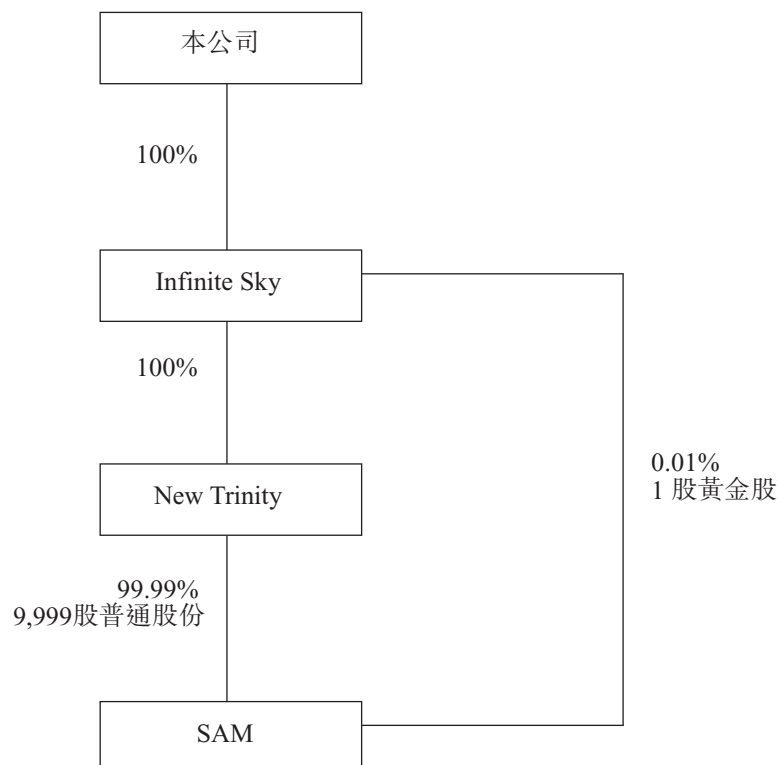 本公司
100%
Infinite Sky
100%
0.01%
1 股黃金股
New Trinity
99.99%
9,999股普通股份
SAM